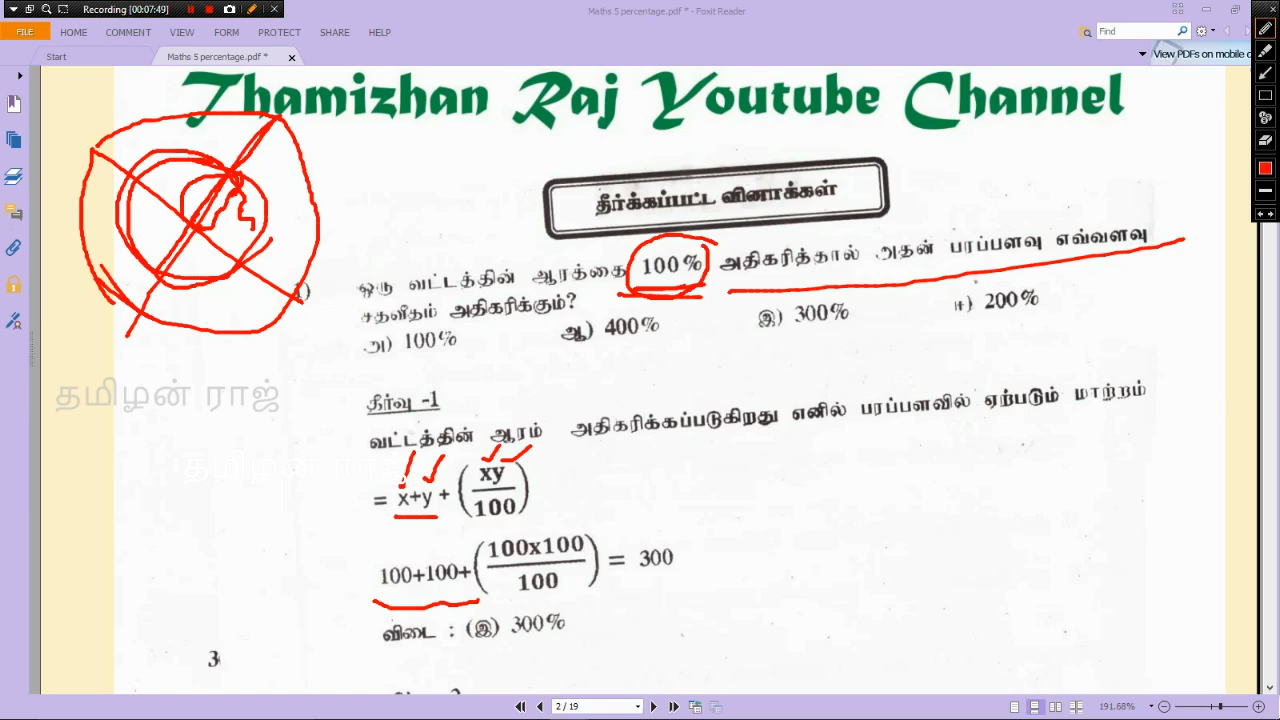 Recording [00:07:49]
Maths 5 percentage.pdf * - Foxit Reader
FILE HOME COMMENT VIEW FORM PROTECT SHARE HELP
Find
Start Maths 5 percentage.pdf *
View PDFs on mobile d
Thamizhan Raj Youtube Channel
தீர்க்கப்பட்ட வினாக்கள்
1) ஒரு வட்டத்தின் ஆரத்தை 100% அதிகரித்தால் அதன் பரப்பளவு எவ்வளவு
சதவீதம் அதிகரிக்கும்?
அ) 100% ஆ) 400% இ) 300% ஈ) 200%
தமிழன் ராஜ்
தீர்வு -1
வட்டத்தின் ஆரம் அதிகரிக்கப்படுகிறது எனில் பரப்பளவில் ஏற்படும் மாற்றம்
தமிழன் ராஜ்
= x+y + (xy/100)
100+100+(100x100/100) = 300
விடை : (இ) 300%
2 / 19
191.68%